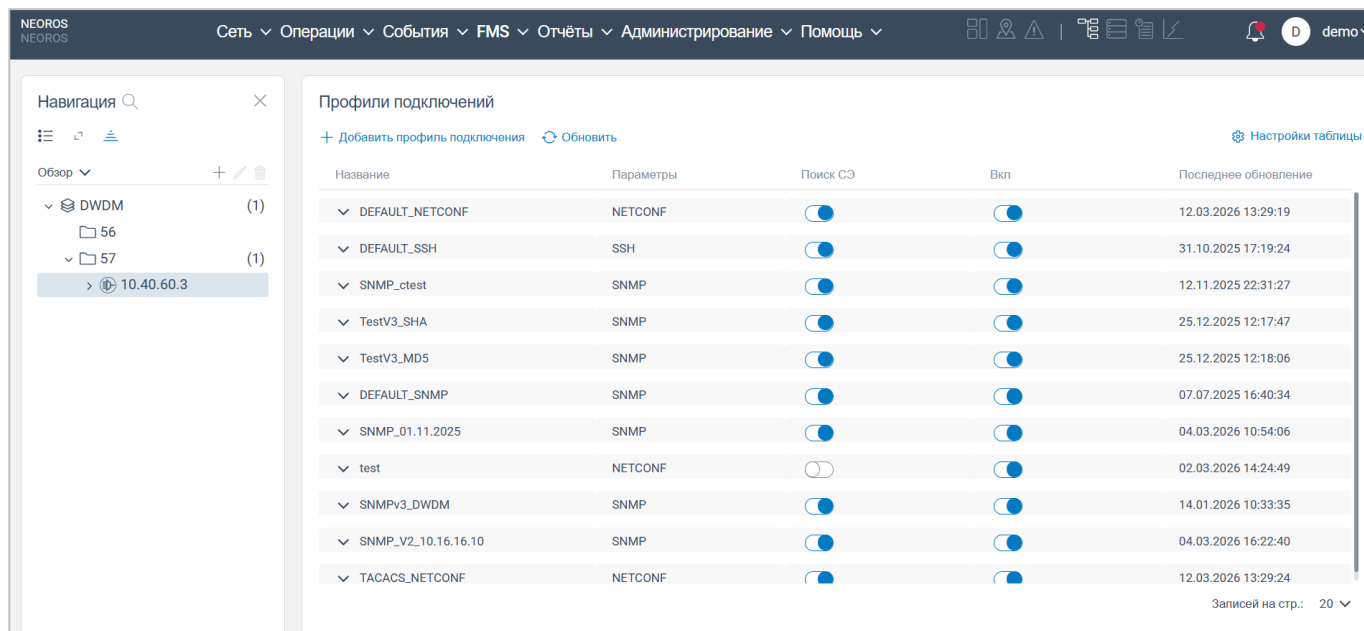 NEOROS
NEOROS
Сеть Операции События FMS Отчёты Администрирование Помощь
D demo
Навигация
Обзор
DWDM (1)
56
57 (1)
10.40.60.3
Профили подключений
Добавить профиль подключения Обновить Настройки таблицы
Название Параметры Поиск СЭ Вкл Последнее обновление
DEFAULT_NETCONF NETCONF 12.03.2026 13:29:19
DEFAULT_SSH SSH 31.10.2025 17:19:24
SNMP_ctest SNMP 12.11.2025 22:31:27
TestV3_SHA SNMP 25.12.2025 12:17:47
TestV3_MD5 SNMP 25.12.2025 12:18:06
DEFAULT_SNMP SNMP 07.07.2025 16:40:34
SNMP_01.11.2025 SNMP 04.03.2026 10:54:06
test NETCONF 02.03.2026 14:24:49
SNMPv3_DWDM SNMP 14.01.2026 10:33:35
SNMP_V2_10.16.16.10 SNMP 04.03.2026 16:22:40
TACACS_NETCONF NETCONF 12.03.2026 13:29:24
Записей на стр.: 20